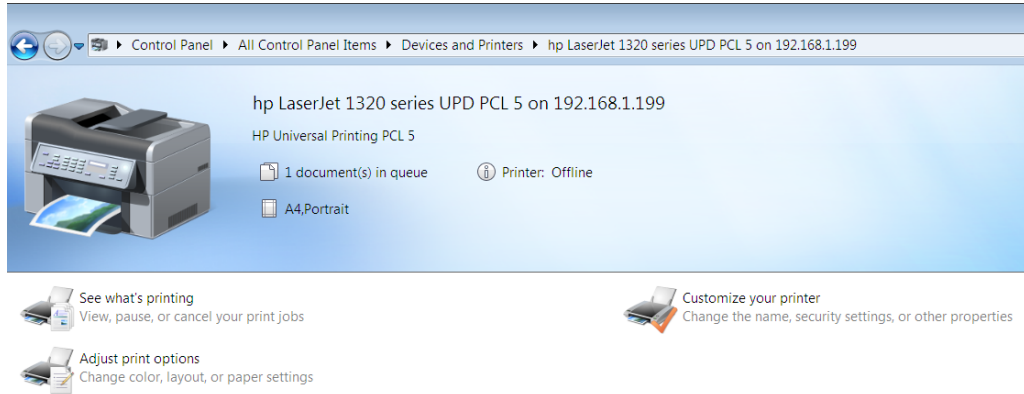 Control Panel All Control Panel Items Devices and Printers hp LaserJet 1320 series UPD PCL 5 on 192.168.1.199
hp LaserJet 1320 series UPD PCL 5 on 192.168.1.199
HP Universal Printing PCL 5
1 document(s) in queue Printer: Offline
A4,Portrait
See what's printing
View, pause, or cancel your print jobs
Customize your printer
Change the name, security settings, or other properties
Adjust print options
Change color, layout, or paper settings